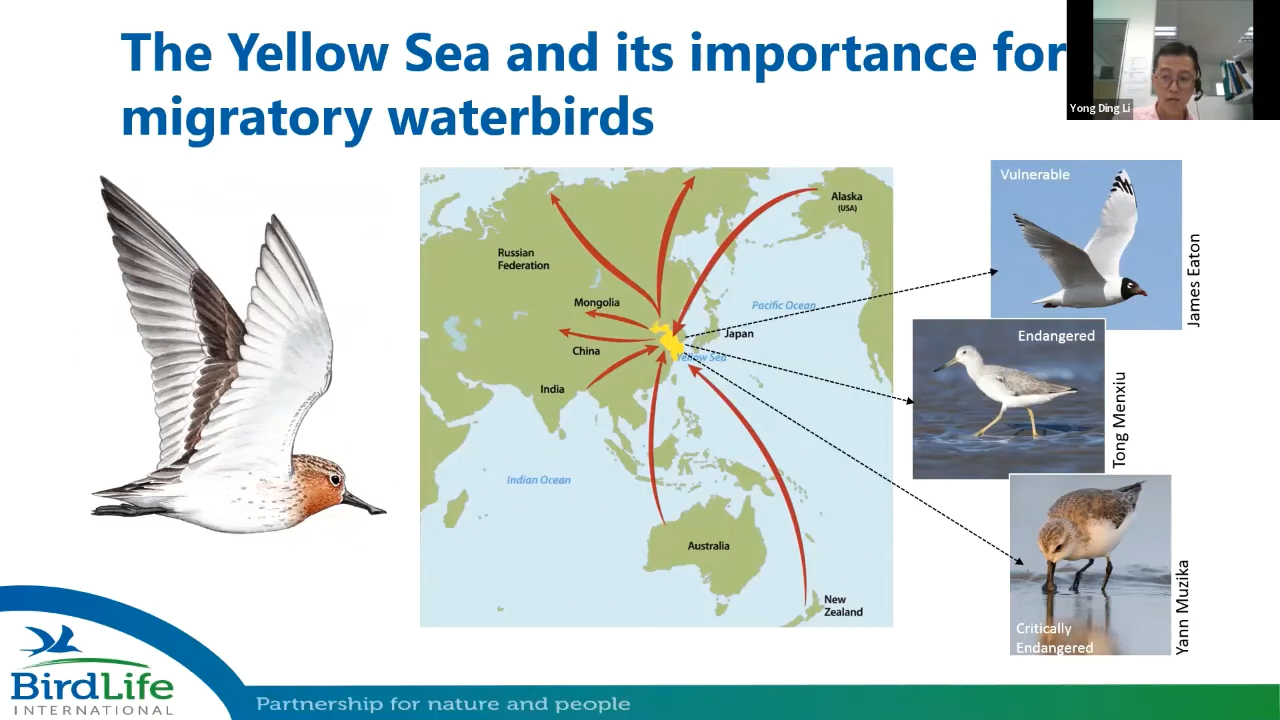 The Yellow Sea and its importance for
migratory waterbirds
Yong Ding Li
Alaska
(USA)
Russian
Federation
Mongolia
Pacific Ocean
Japan
China
Yellow Sea
India
Indian Ocean
Australia
New
Zealand
Vulnerable
James Eaton
Endangered
Tong Menxiu
Critically
Endangered
Yann Muzika
BirdLife
INTERNATIONAL
Partnership for nature and people